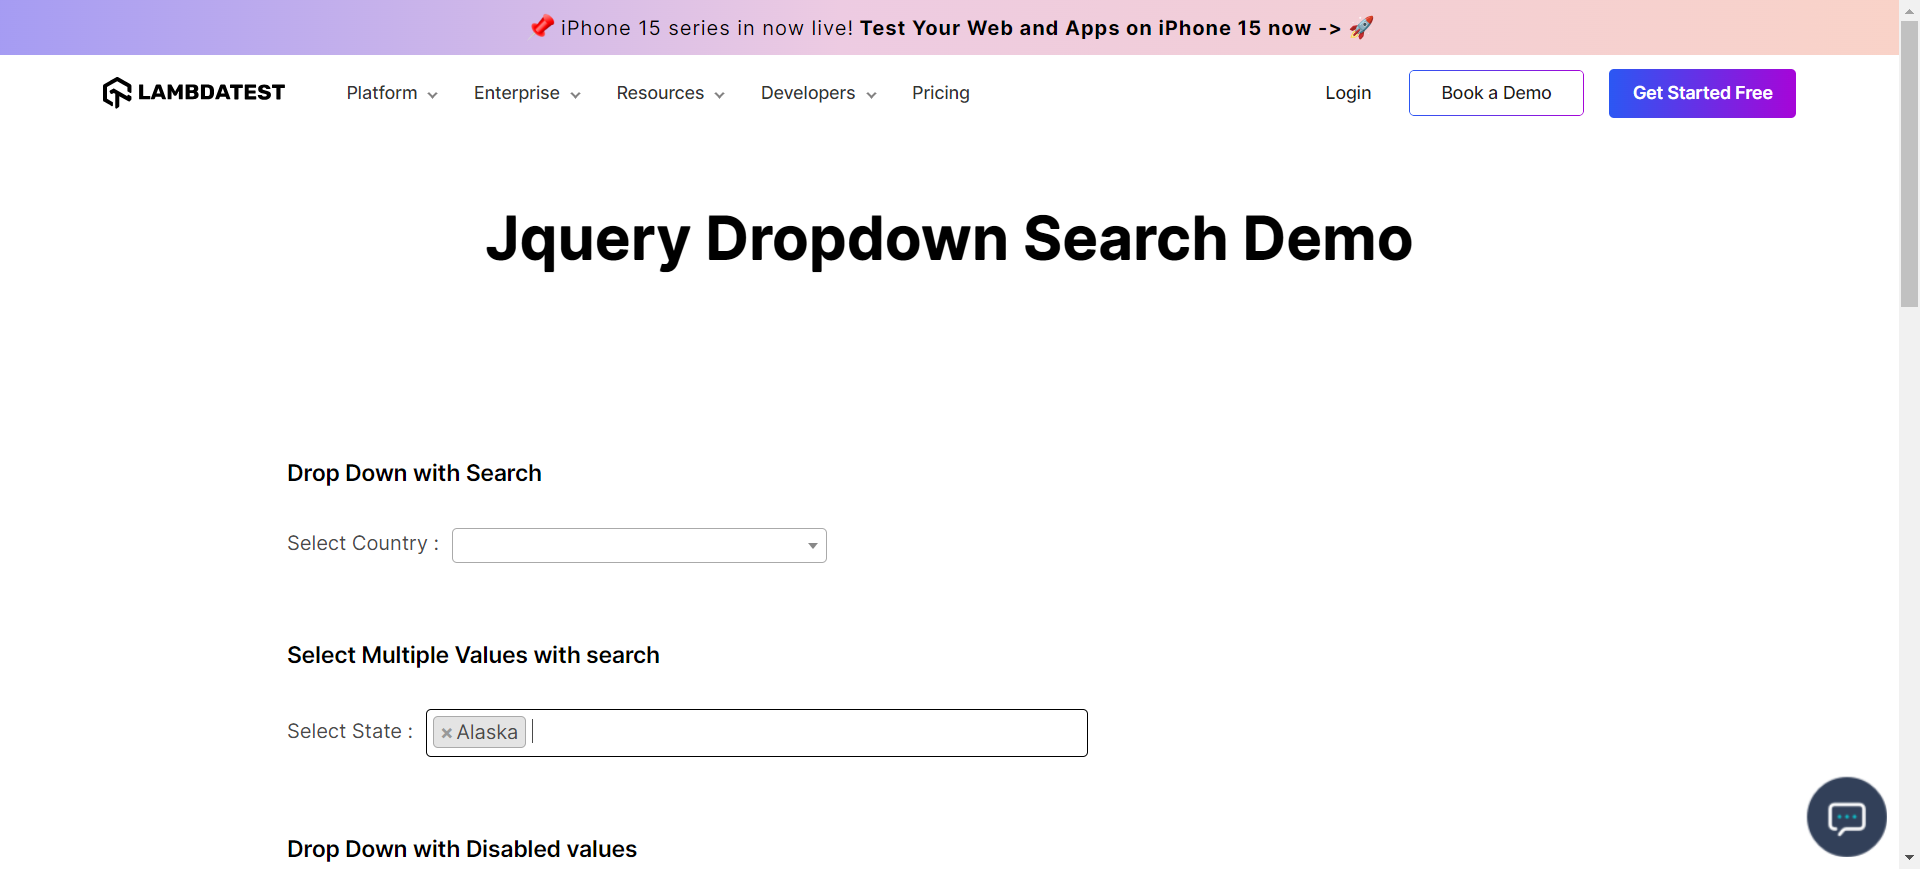 📌 iPhone 15 series in now live! Test Your Web and Apps on iPhone 15 now -> 🚀
LAMBDATEST Platform Enterprise Resources Developers Pricing Login Book a Demo Get Started Free
Jquery Dropdown Search Demo
Drop Down with Search
Select Country :
Select Multiple Values with search
Select State : ×Alaska
Drop Down with Disabled values